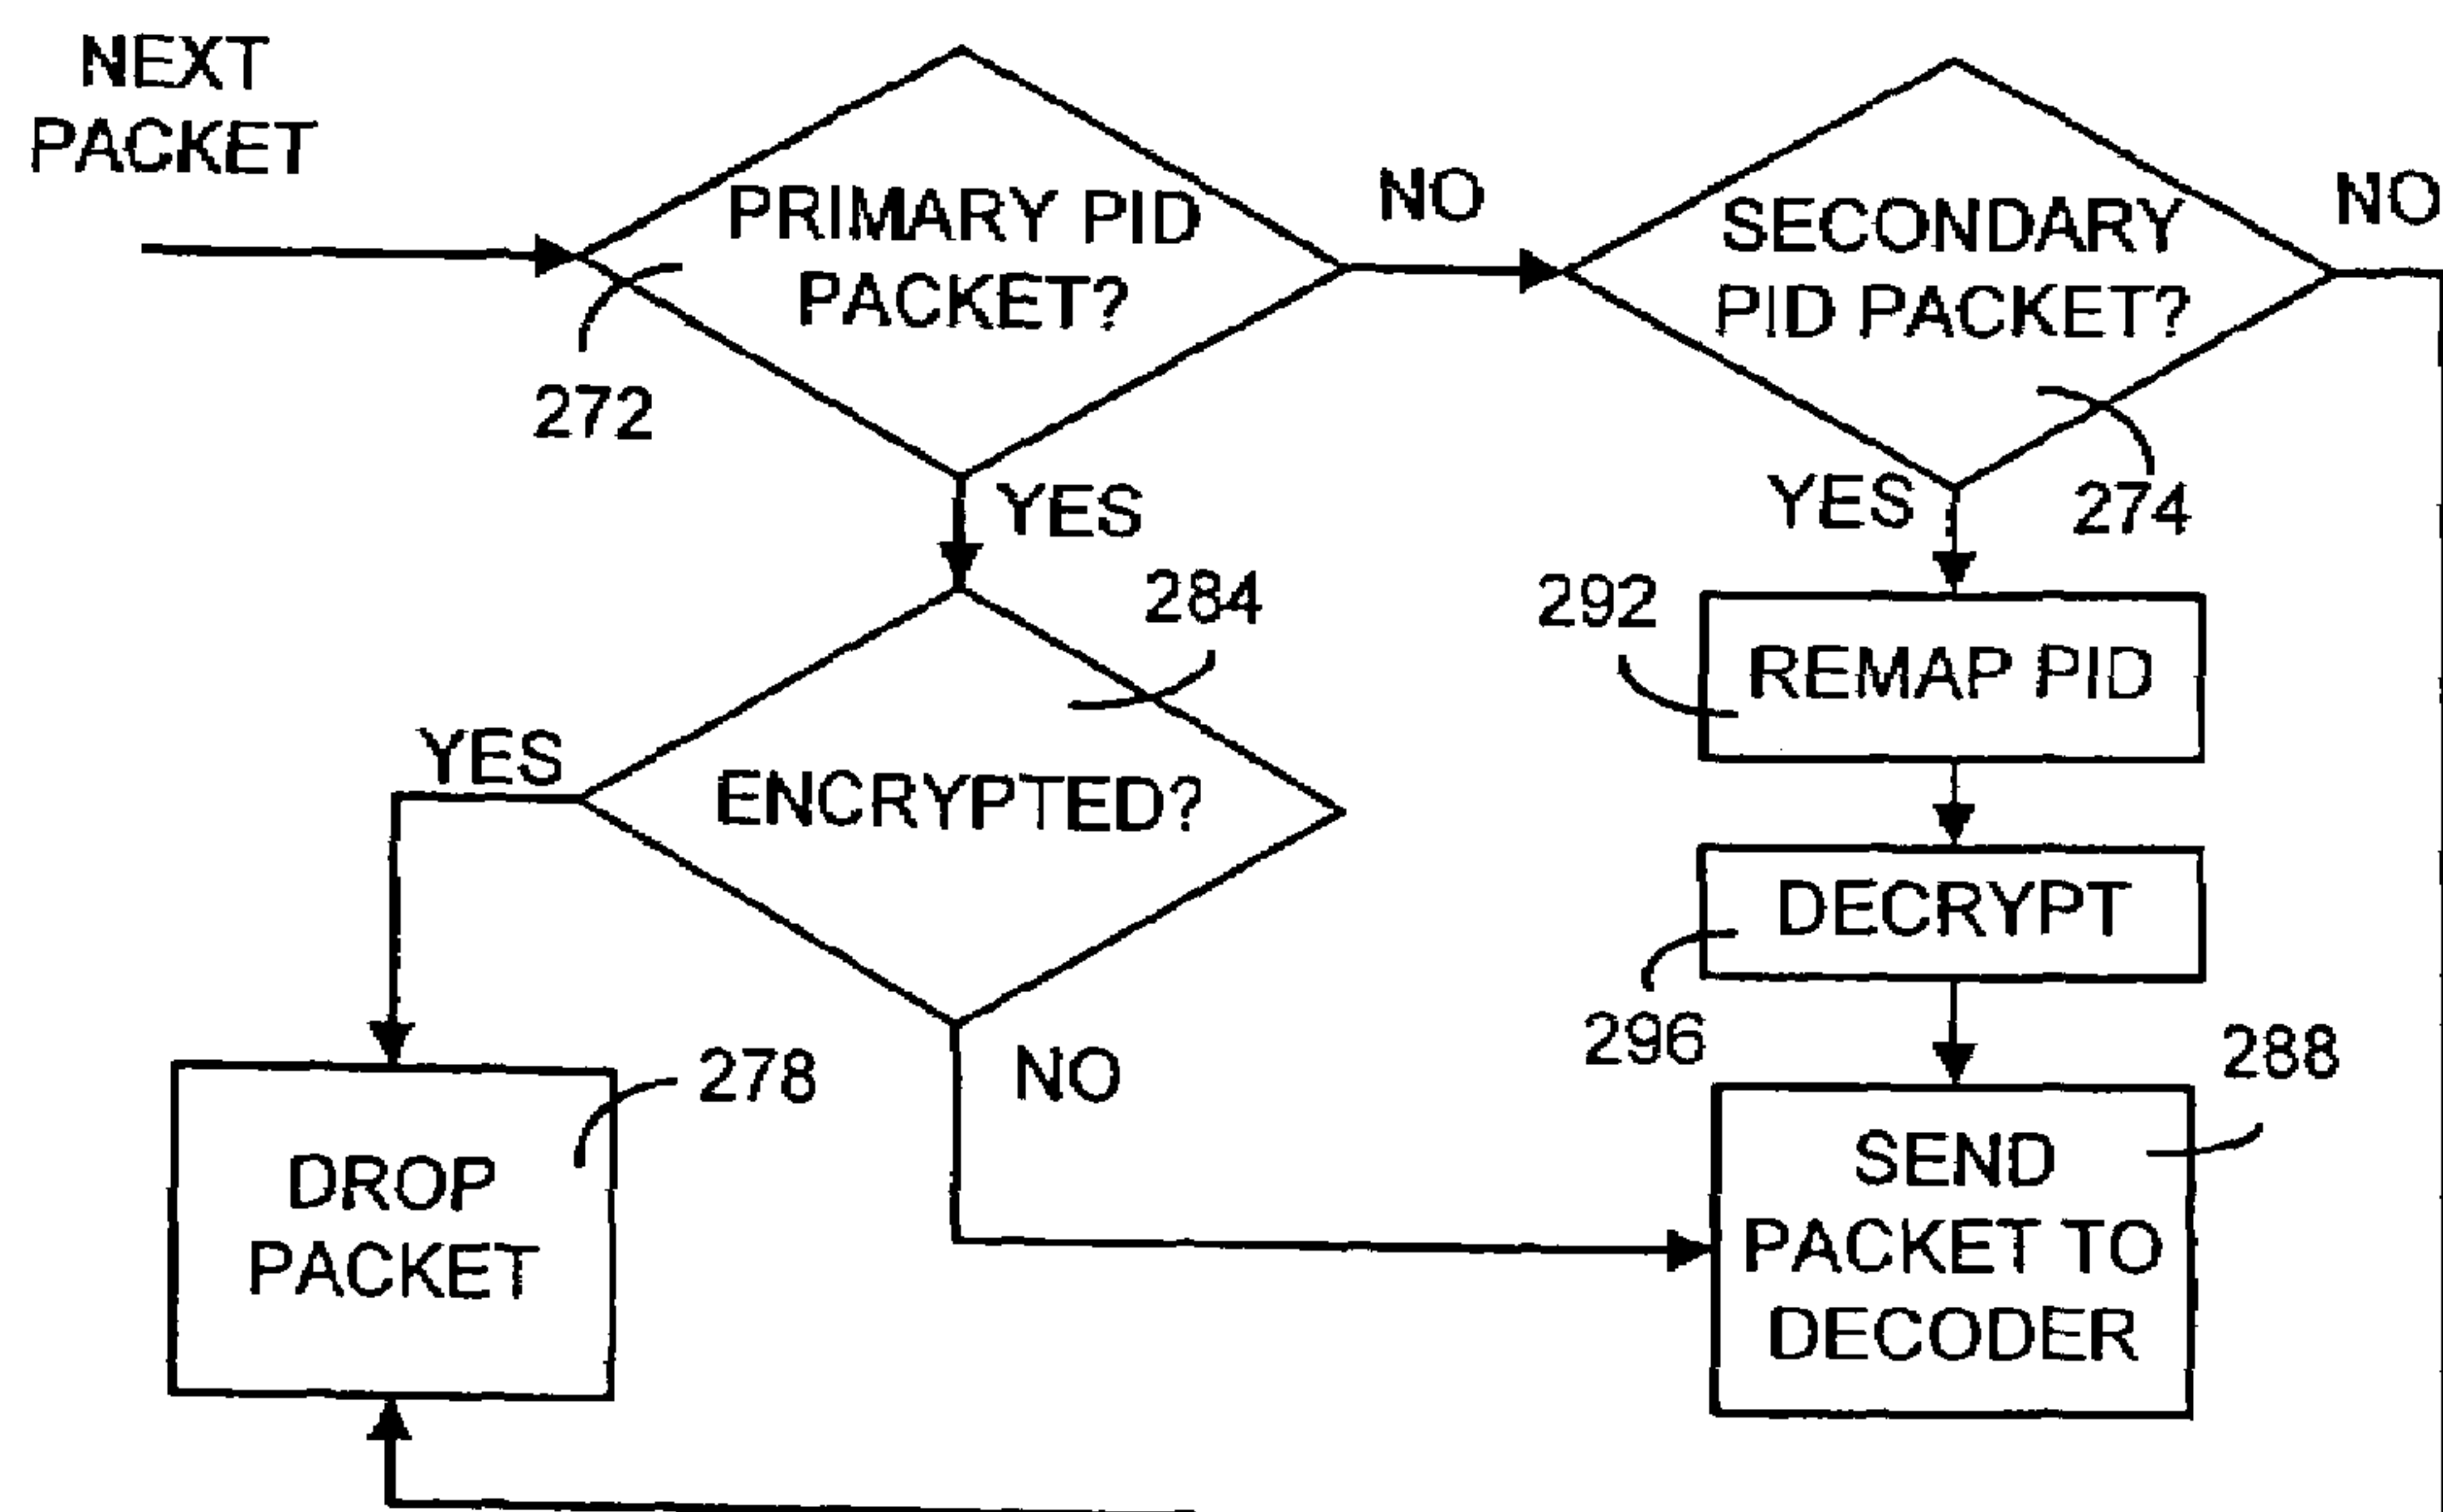 NEXT
PACKET
PRIMARY PID
PACKET?
272
NO
SECONDARY
PID PACKET?
274
NO
YES
YES
284
ENCRYPTED?
YES
NO
292
REMAP PID
DECRYPT
296
278
DROP
PACKET
288
SEND
PACKET TO
DECODER